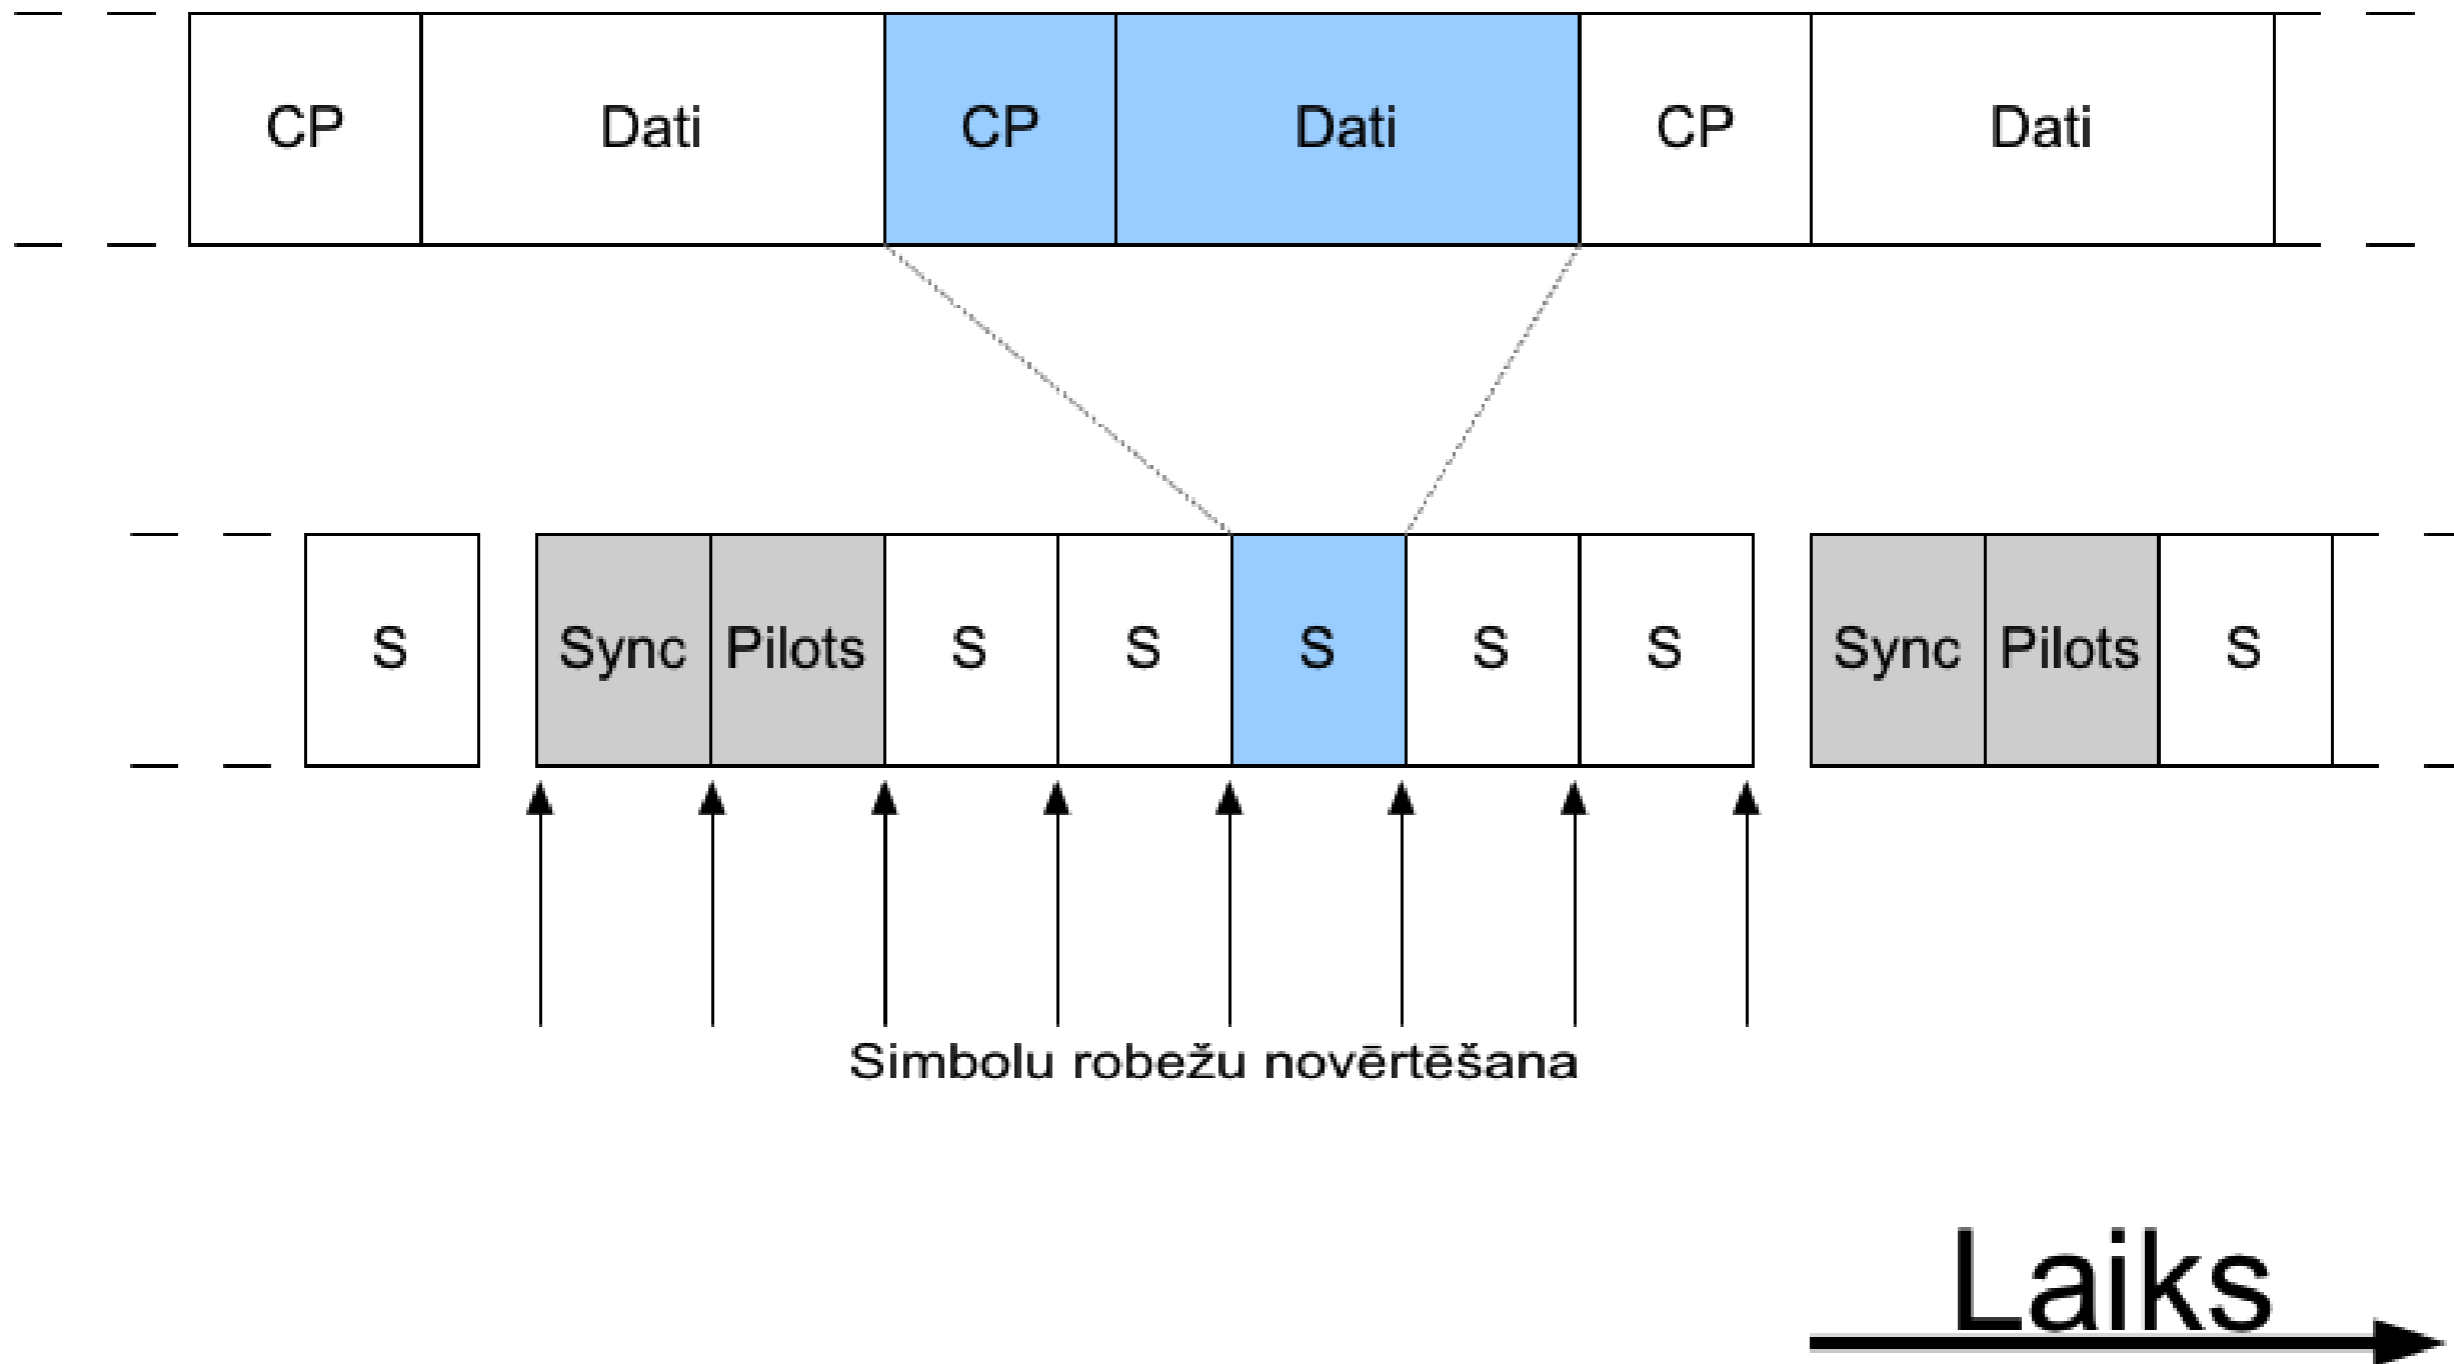 CP Dati CP Dati CP Dati
S Sync Pilots S S S S S Sync Pilots S
Simbolu robežu novērtēšana
Laiks